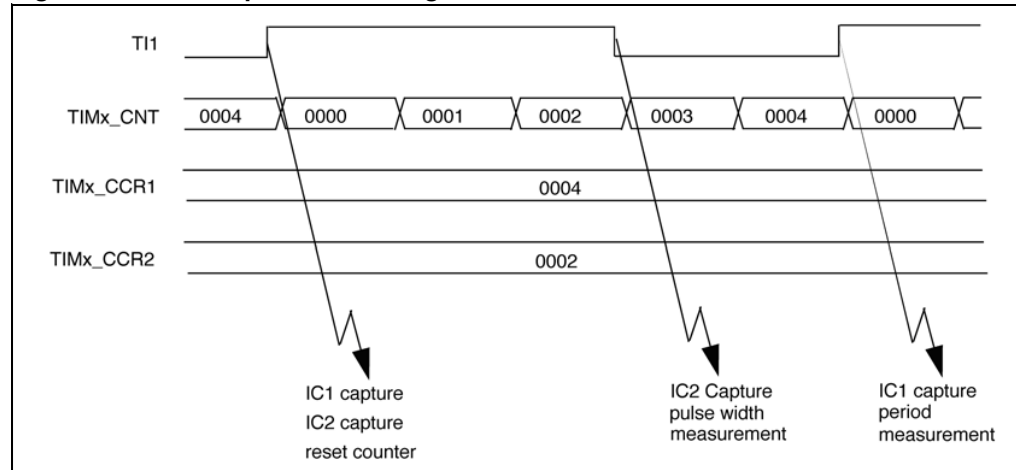 TI1
TIMx_CNT 0004 0000 0001 0002 0003 0004 0000
TIMx_CCR1 0004
TIMx_CCR2 0002
IC1 capture
IC2 capture
reset counter
IC2 Capture
pulse width
measurement
IC1 capture
period
measurement